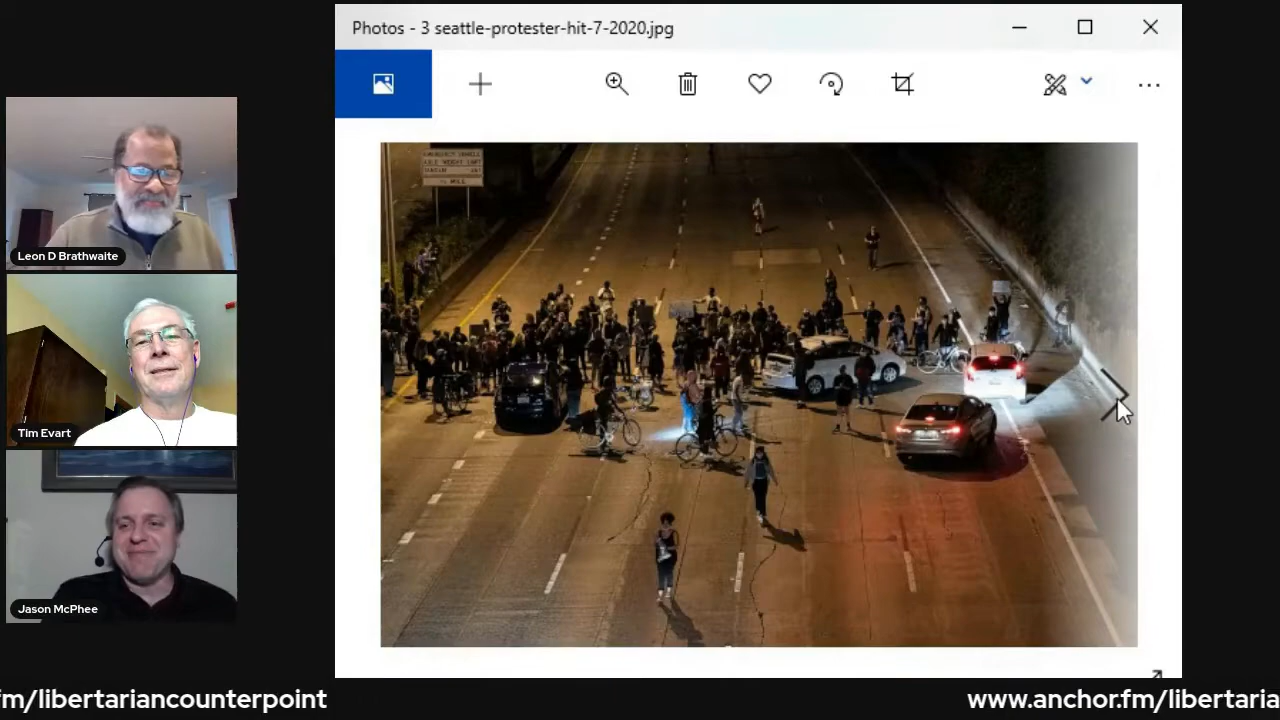 Photos - 3 seattle-protester-hit-7-2020.jpg
Leon D Brathwaite
Tim Evart
Jason McPhee
fm/libertariancounterpoint
www.anchor.fm/libertaria